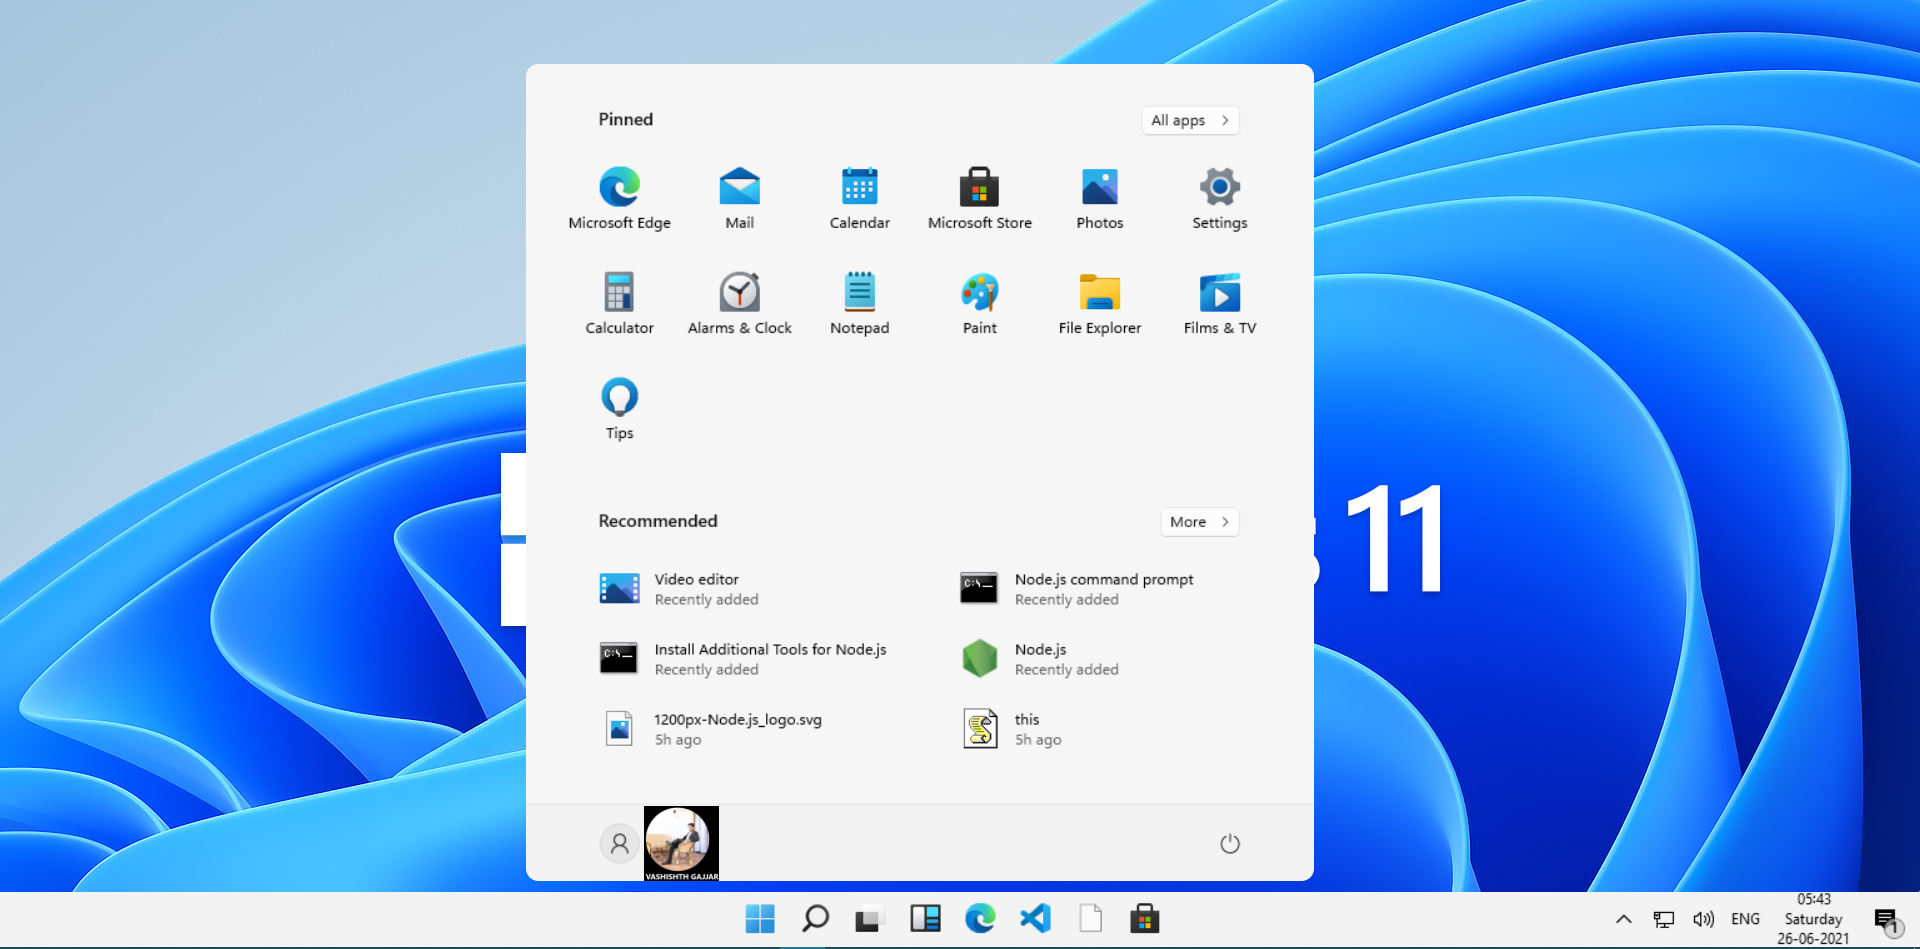 Pinned
All apps
Microsoft Edge
Mail
Calendar
Microsoft Store
Photos
Settings
Calculator
Alarms & Clock
Notepad
Paint
File Explorer
Films & TV
Tips
11
Recommended
More
Video editor
Recently added
C:\_
Node.js command prompt
Recently added
C:\_
Install Additional Tools for Node.js
Recently added
Node.js
Recently added
1200px-Node.js_logo.svg
5h ago
this
5h ago
VASHISHTH GAJJAR
ENG
05:43
Saturday
26-06-2021
1